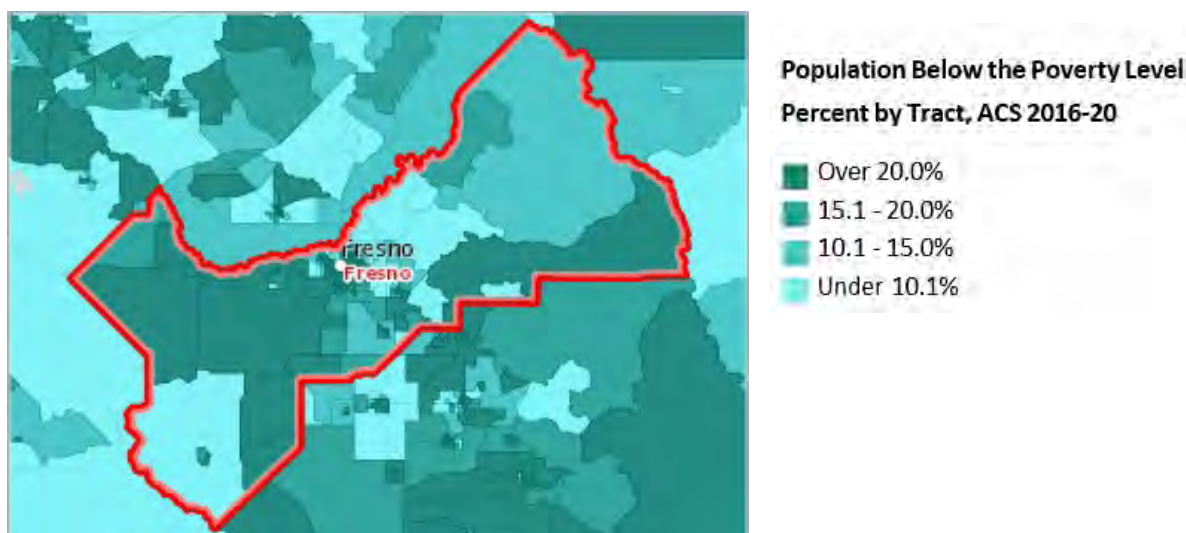 Fresno
Fresno
Population Below the Poverty Level
Percent by Tract, ACS 2016-20
Over 20.0%
15.1 - 20.0%
10.1 - 15.0%
Under 10.1%